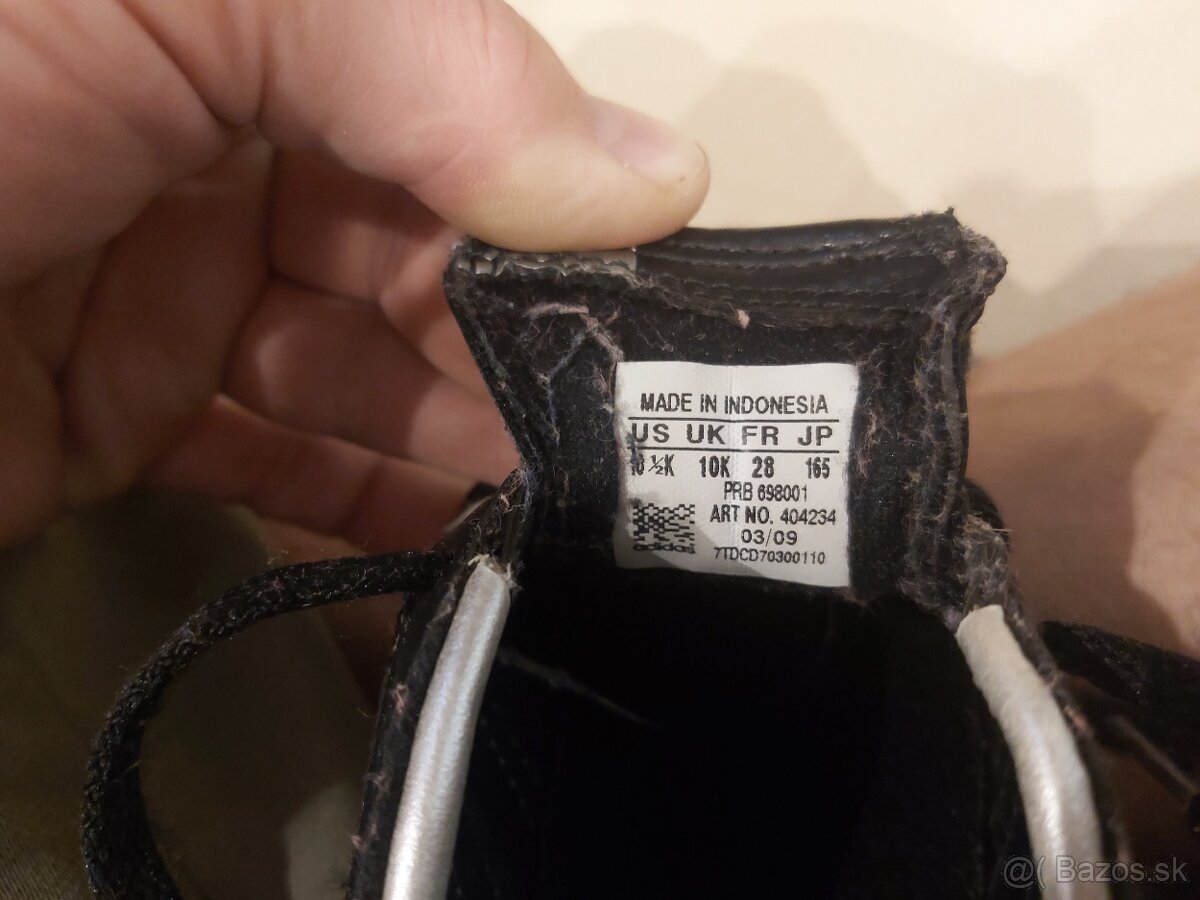 MADE IN INDONESIA
US UK FR JP
10 ½K 10K 28 165
PRB 698001
ART NO. 404234
03/09
7TDCD70300110
@( Bazos.sk